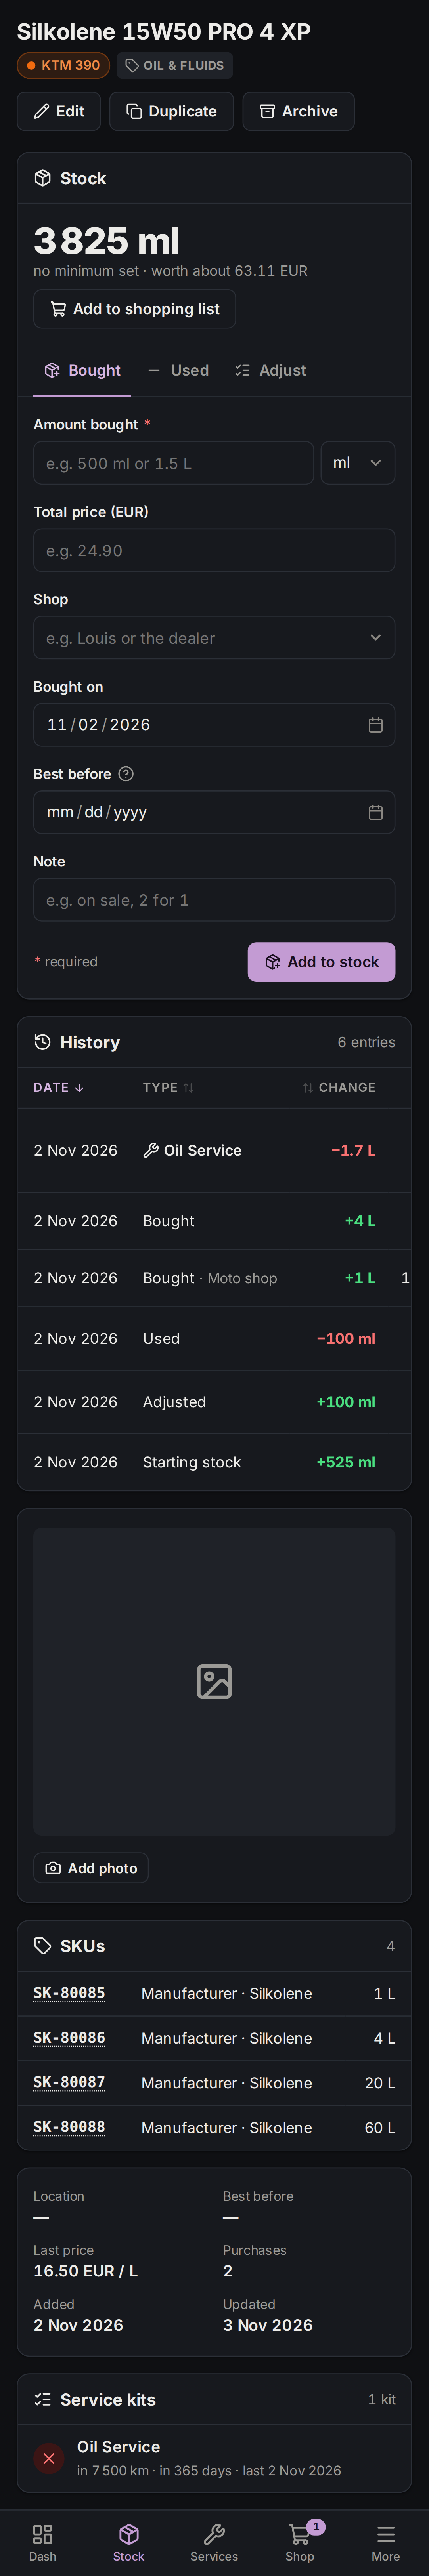 Silkolene 15W50 PRO 4 XP
KTM 390
OIL & FLUIDS
Edit
Duplicate
Archive
Stock
3 825 ml
no minimum set · worth about 63.11 EUR
Add to shopping list
Bought
Used
Adjust
Amount bought *
e.g. 500 ml or 1.5 L
ml
Total price (EUR)
e.g. 24.90
Shop
e.g. Louis or the dealer
Bought on
11/02/2026
Best before
mm/dd/yyyy
Note
e.g. on sale, 2 for 1
* required
Add to stock
History
6 entries
DATE ↓ TYPE CHANGE
2 Nov 2026 Oil Service −1.7 L
2 Nov 2026 Bought +4 L
2 Nov 2026 Bought · Moto shop +1 L 1
2 Nov 2026 Used −100 ml
2 Nov 2026 Adjusted +100 ml
2 Nov 2026 Starting stock +525 ml
Add photo
SKUs 4
SK-80085 Manufacturer · Silkolene 1 L
SK-80086 Manufacturer · Silkolene 4 L
SK-80087 Manufacturer · Silkolene 20 L
SK-80088 Manufacturer · Silkolene 60 L
Location Best before
— —
Last price Purchases
16.50 EUR / L 2
Added Updated
2 Nov 2026 3 Nov 2026
Service kits 1 kit
Oil Service
in 7 500 km · in 365 days · last 2 Nov 2026
1
Dash Stock Services Shop More